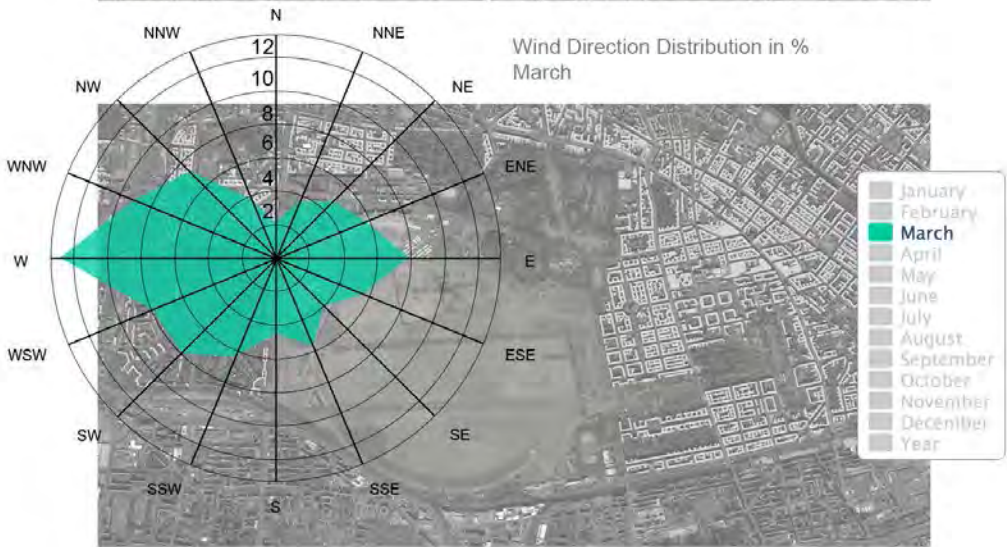 N
NNW
NNE
Wind Direction Distribution in %
March
12
10
8
6
4
2
NW
NE
WNW
ENE
W
E
WSW
ESE
SW
SE
SSW
SSE
S
January
February
March
April
May
June
July
August
September
October
November
December
Year